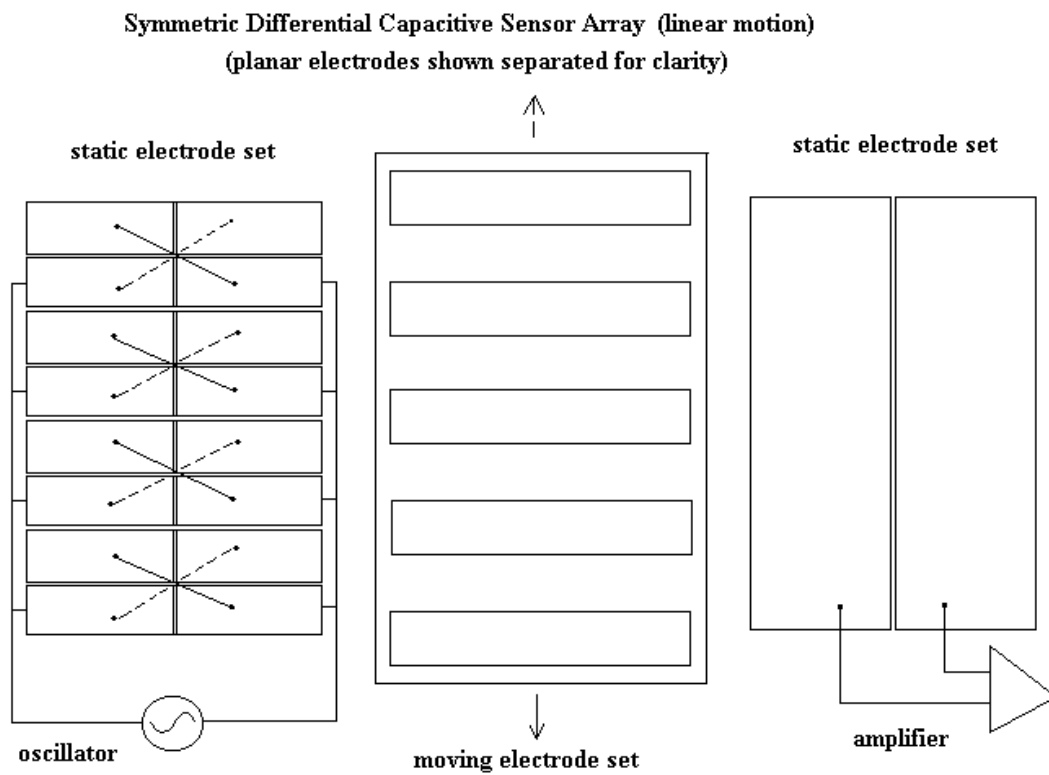 Symmetric Differential Capacitive Sensor Array (linear motion)
(planar electrodes shown separated for clarity)
static electrode set
static electrode set
oscillator
moving electrode set
amplifier